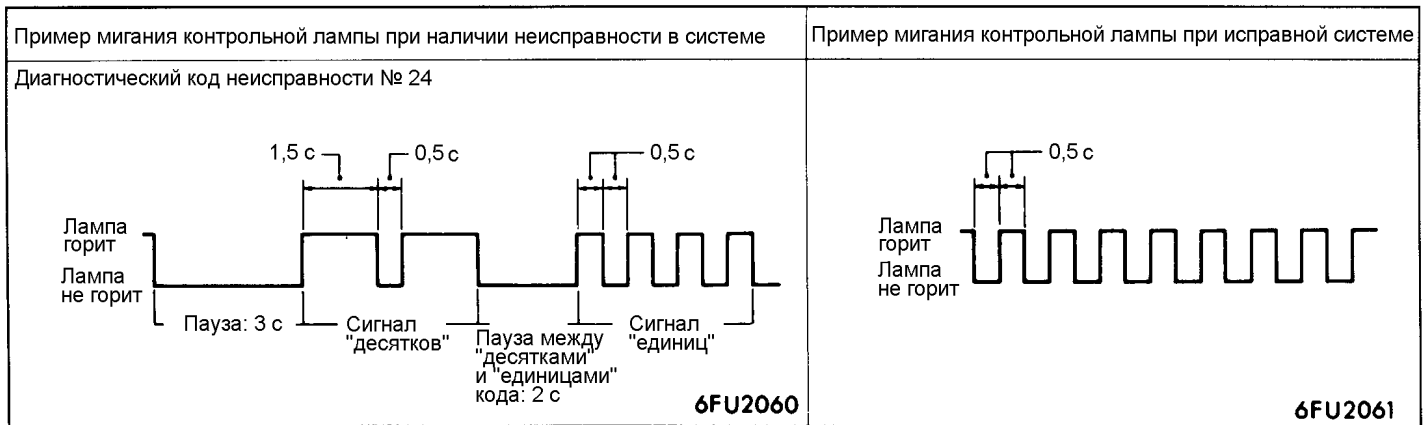 Пример мигания контрольной лампы при наличии неисправности в системе
Пример мигания контрольной лампы при исправной системе
Диагностический код неисправности № 24
1,5 с
0,5 с
0,5 с
Лампа
горит
Лампа
не горит
Пауза: 3 с
Сигнал
"десятков"
Пауза между
"десятками"
и "единицами"
кода: 2 с
Сигнал
"единиц"
6FU2060
0,5 с
Лампа
горит
Лампа
не горит
6FU2061